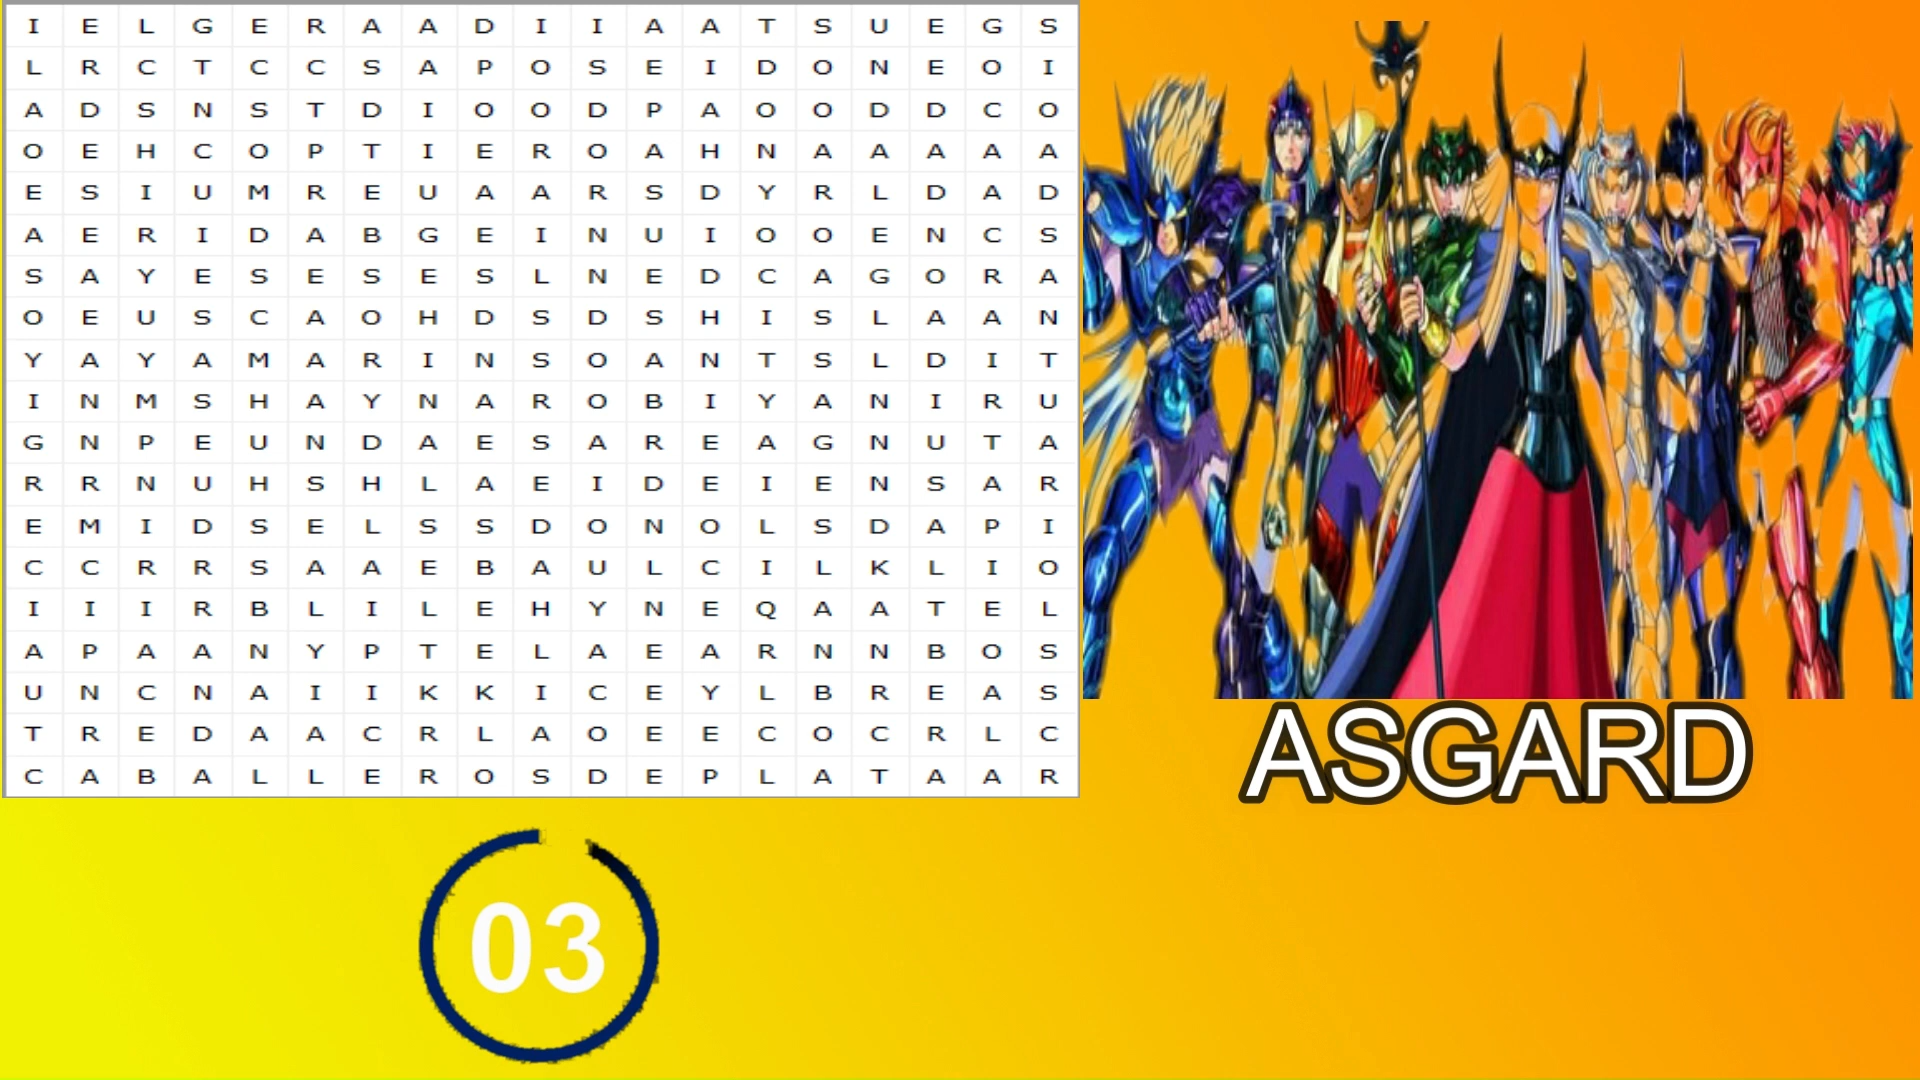 I E L G E R A A D I I A A T S U E G S
L R C T C C S A P O S E I D O N E O I
A D S N S T D I O O D P A O O D D C O
O E H C O P T I E R O A H N A A A A A
E S I U M R E U A A R S D Y R L D A D
A E R I D A B G E I N U I O O E N C S
S A Y E S E S E S L N E D C A G O R A
O E U S C A O H D S D S H I S L A A N
Y A Y A M A R I N S O A N T S L D I T
I N M S H A Y N A R O B I Y A N I R U
G N P E U N D A E S A R E A G N U T A
R R N U H S H L A E I D E I E N S A R
E M I D S E L S S D O N O L S D A P I
C C R R S A A E B A U L C I L K L I O
I I I R B L I L E H Y N E Q A A T E L
A P A A N Y P T E L A E A R N N B O S
U N C N A I I K K I C E Y L B R E A S
T R E D A A C R L A O E E C O C R L C
C A B A L L E R O S D E P L A T A A R
ASGARD
03